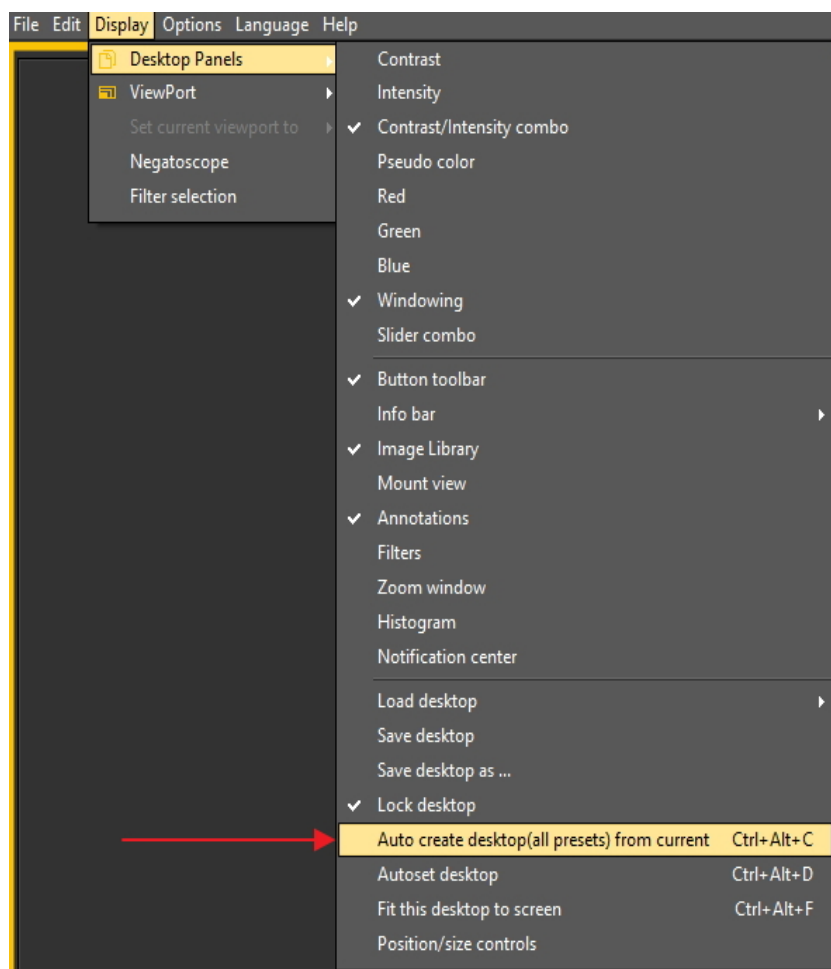 File Edit Display Options Language Help
Desktop Panels
ViewPort
Set current viewport to
Negatoscope
Filter selection
Contrast
Intensity
Contrast/Intensity combo
Pseudo color
Red
Green
Blue
Windowing
Slider combo
Button toolbar
Info bar
Image Library
Mount view
Annotations
Filters
Zoom window
Histogram
Notification center
Load desktop
Save desktop
Save desktop as ...
Lock desktop
Auto create desktop(all presets) from current Ctrl+Alt+C
Autoset desktop Ctrl+Alt+D
Fit this desktop to screen Ctrl+Alt+F
Position/size controls